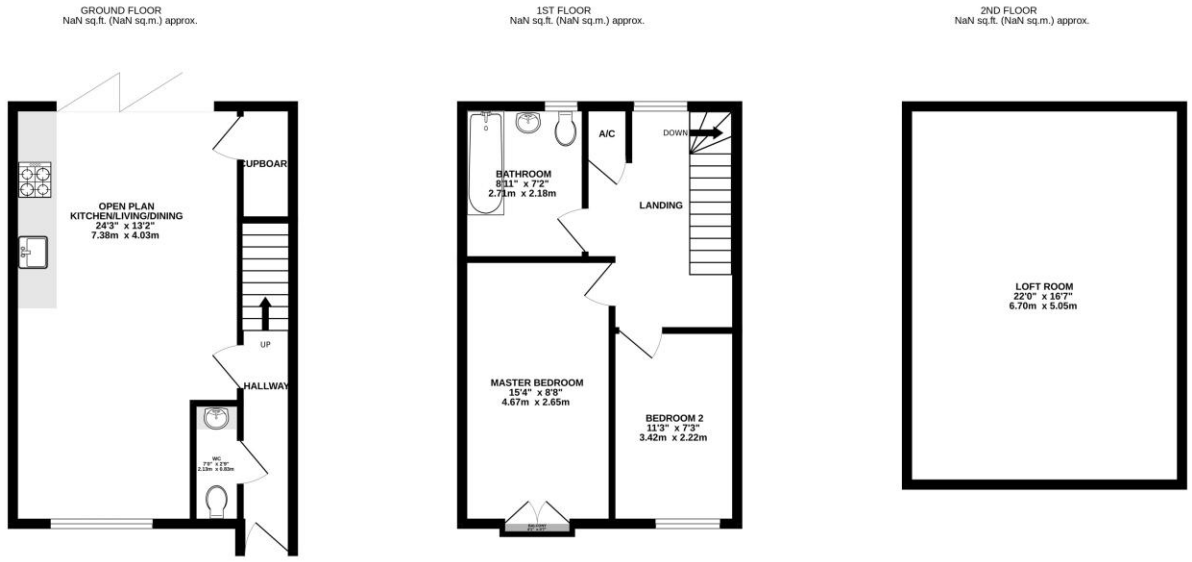 GROUND FLOOR
NaN sq.ft. (NaN sq.m.) approx.
1ST FLOOR
NaN sq.ft. (NaN sq.m.) approx.
2ND FLOOR
NaN sq.ft. (NaN sq.m.) approx.
CUPBOAR
OPEN PLAN
KITCHEN/LIVING/DINING
24'3" x 13'2"
7.38m x 4.03m
UP
HALLWAY
WC
2.13m x 0.83m
A/C
DOWN
BATHROOM
8'11" x 7'2"
2.71m x 2.18m
LANDING
MASTER BEDROOM
15'4" x 8'8"
4.67m x 2.65m
BEDROOM 2
11'3" x 7'3"
3.42m x 2.22m
LOFT ROOM
22'0" x 16'7"
6.70m x 5.05m